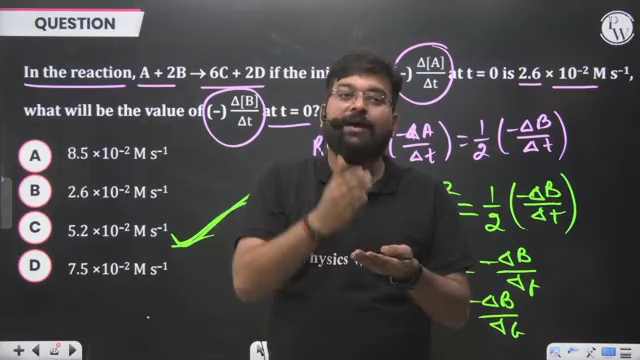 QUESTION
In the reaction, A + 2B → 6C + 2D if the ini –) Δ[A]/Δt at t = 0 is 2.6 × 10⁻² M s⁻¹,
what will be the value of (–) Δ[B]/Δt at t = 0?
A 8.5 ×10⁻² M s⁻¹
B 2.6 ×10⁻² M s⁻¹
C 5.2 ×10⁻² M s⁻¹
D 7.5 ×10⁻² M s⁻¹
R (-ΔA/Δt) = 1/2 (-ΔB/Δt)
2 = 1/2 (-ΔB/Δt)
-ΔB/Δt
-ΔB/Δt
Physics W